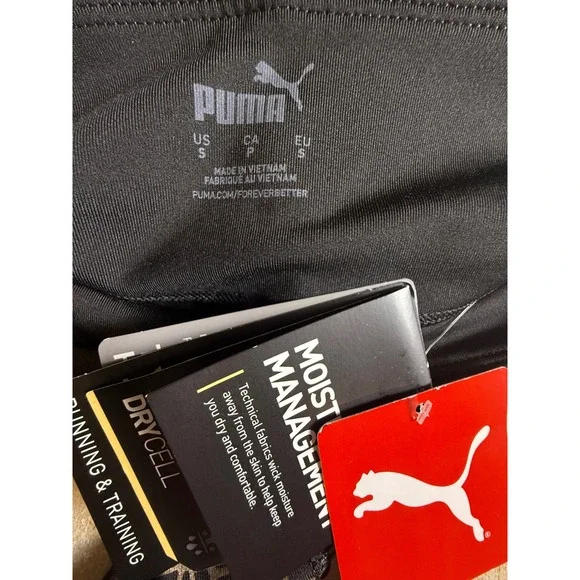 PUMA
US CA EU
S P S
MADE IN VIETNAM
FABRIQUÉ AU VIETNAM
PUMA.COM/FOREVERBETTER
MANAGEMENT
Technical fabrics wick moisture
away from the skin to help keep
you dry and comfortable.
DRYCELL
RUNNING & TRAINING